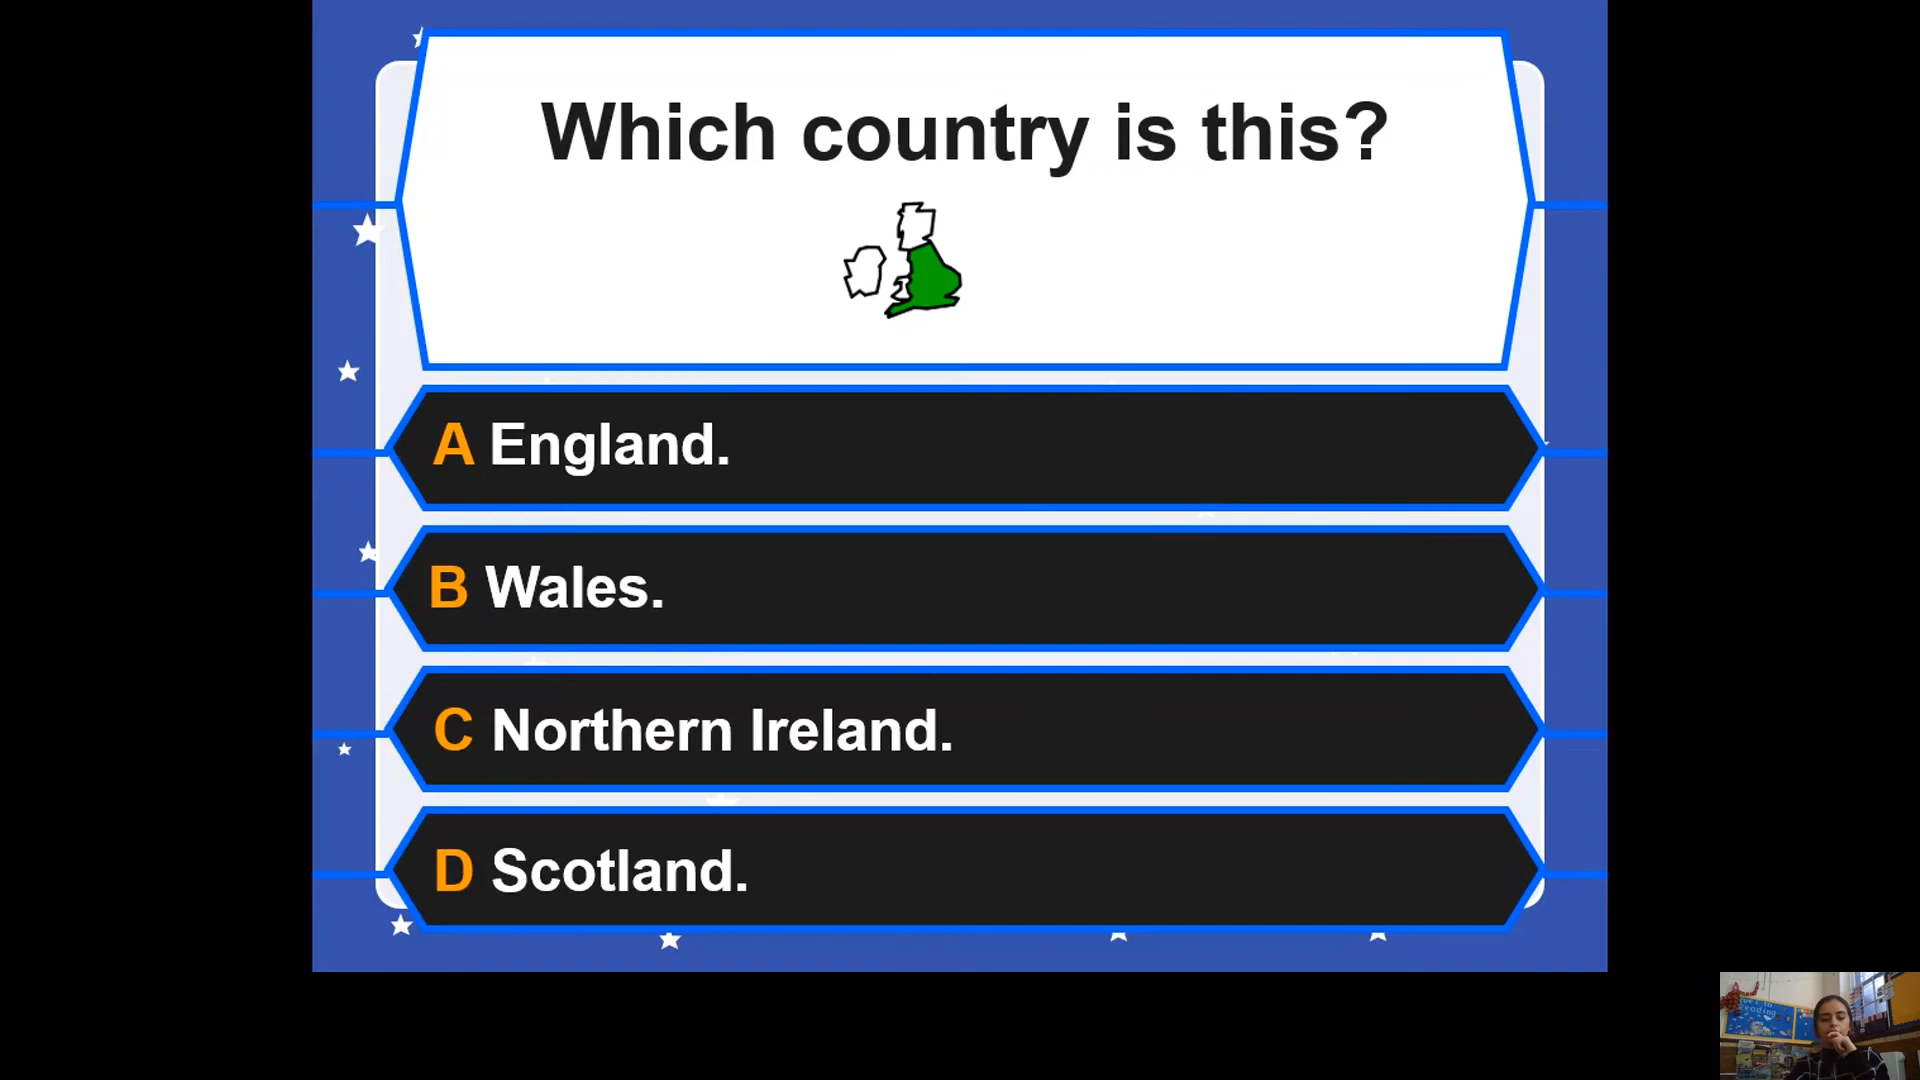 Which country is this?
A England.
B Wales.
C Northern Ireland.
D Scotland.